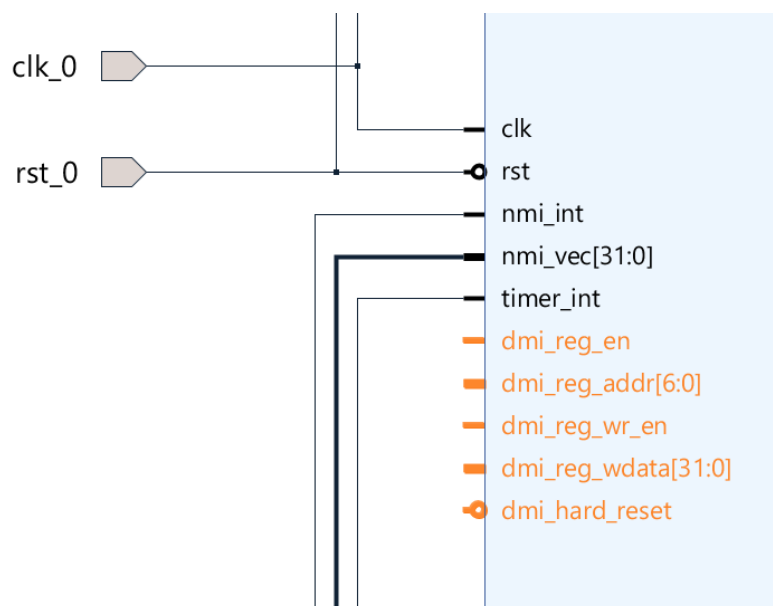 clk_0
clk
rst_0
rst
nmi_int
nmi_vec[31:0]
timer_int
dmi_reg_en
dmi_reg_addr[6:0]
dmi_reg_wr_en
dmi_reg_wdata[31:0]
dmi_hard_reset